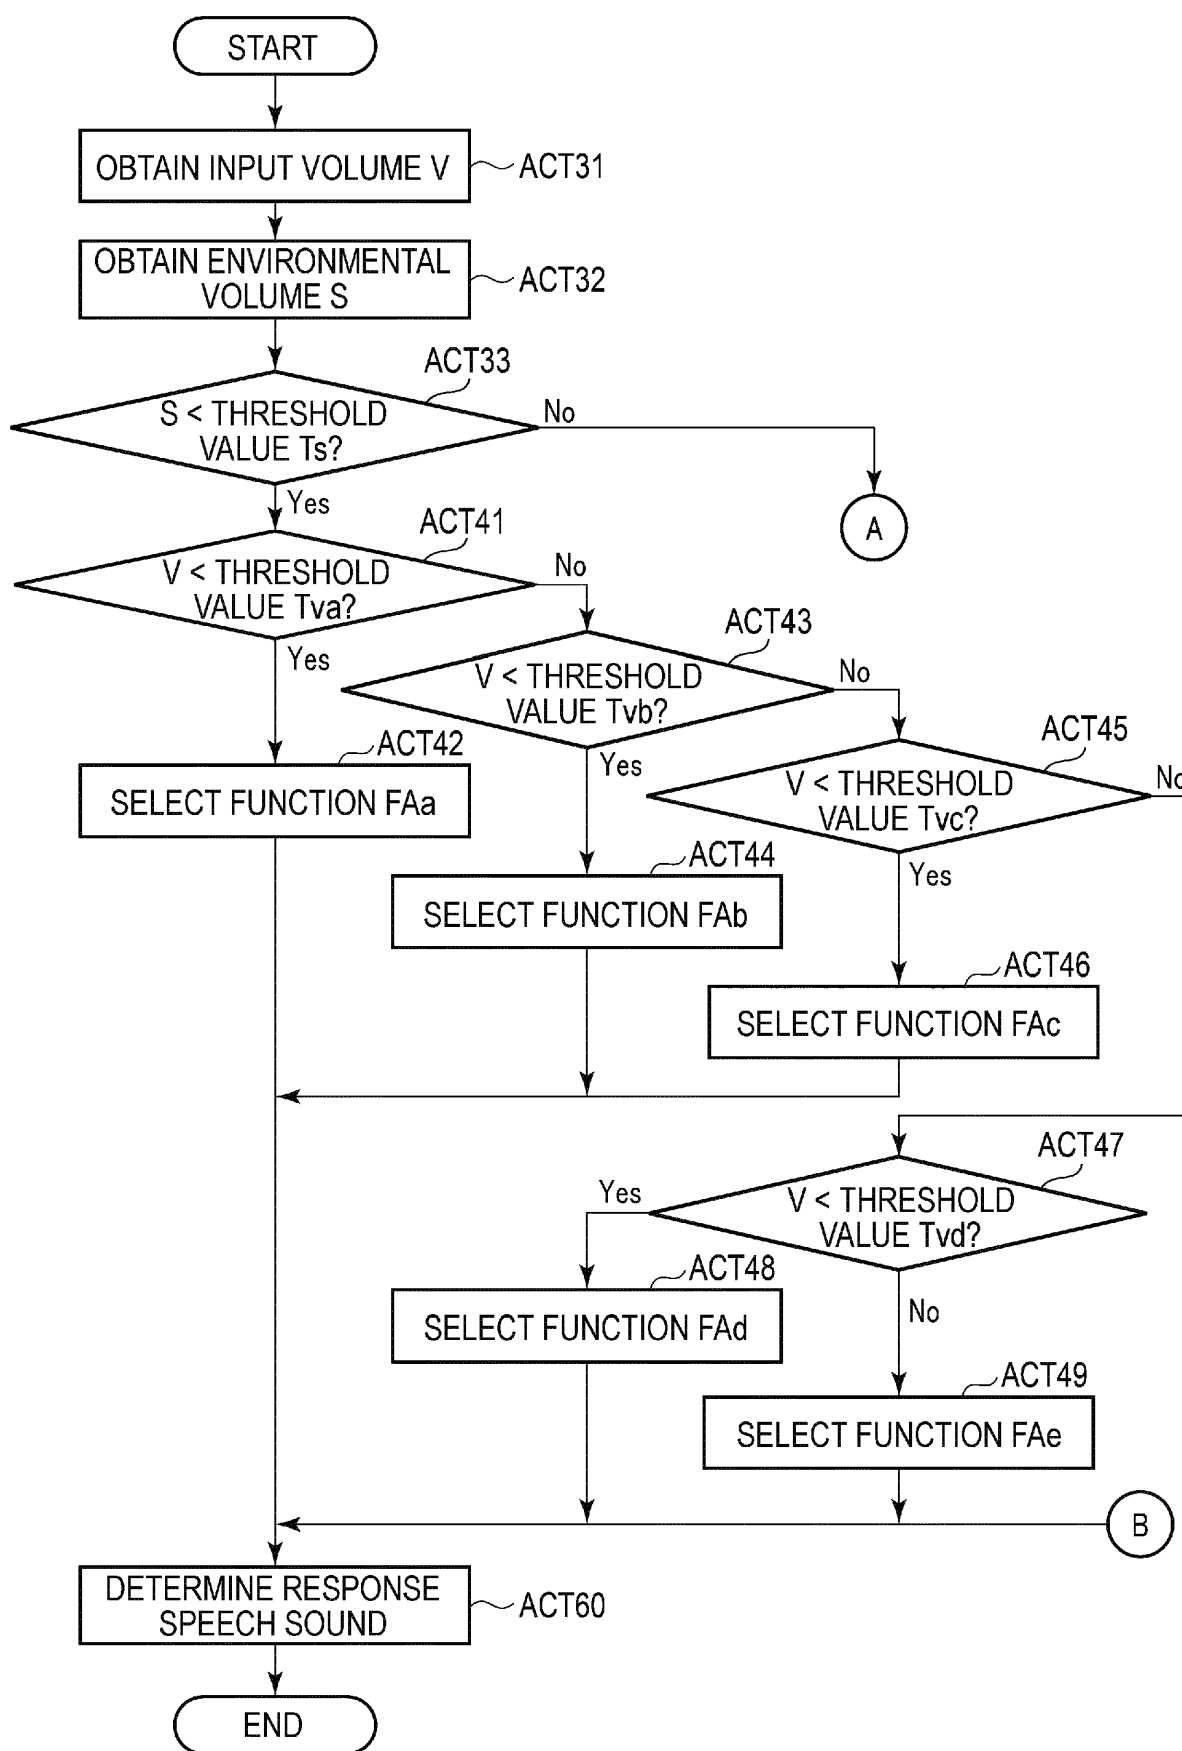 START
OBTAIN INPUT VOLUME V
ACT31
OBTAIN ENVIRONMENTAL
VOLUME S
ACT32
ACT33
S < THRESHOLD
VALUE Ts?
No
Yes
A
ACT41
V < THRESHOLD
VALUE Tva?
No
Yes
ACT43
V < THRESHOLD
VALUE Tvb?
No
Yes
ACT42
SELECT FUNCTION FAa
ACT45
V < THRESHOLD
VALUE Tvc?
No
Yes
ACT44
SELECT FUNCTION FAb
ACT46
SELECT FUNCTION FAc
ACT47
V < THRESHOLD
VALUE Tvd?
Yes
No
ACT48
SELECT FUNCTION FAd
ACT49
SELECT FUNCTION FAe
B
DETERMINE RESPONSE
SPEECH SOUND
ACT60
END